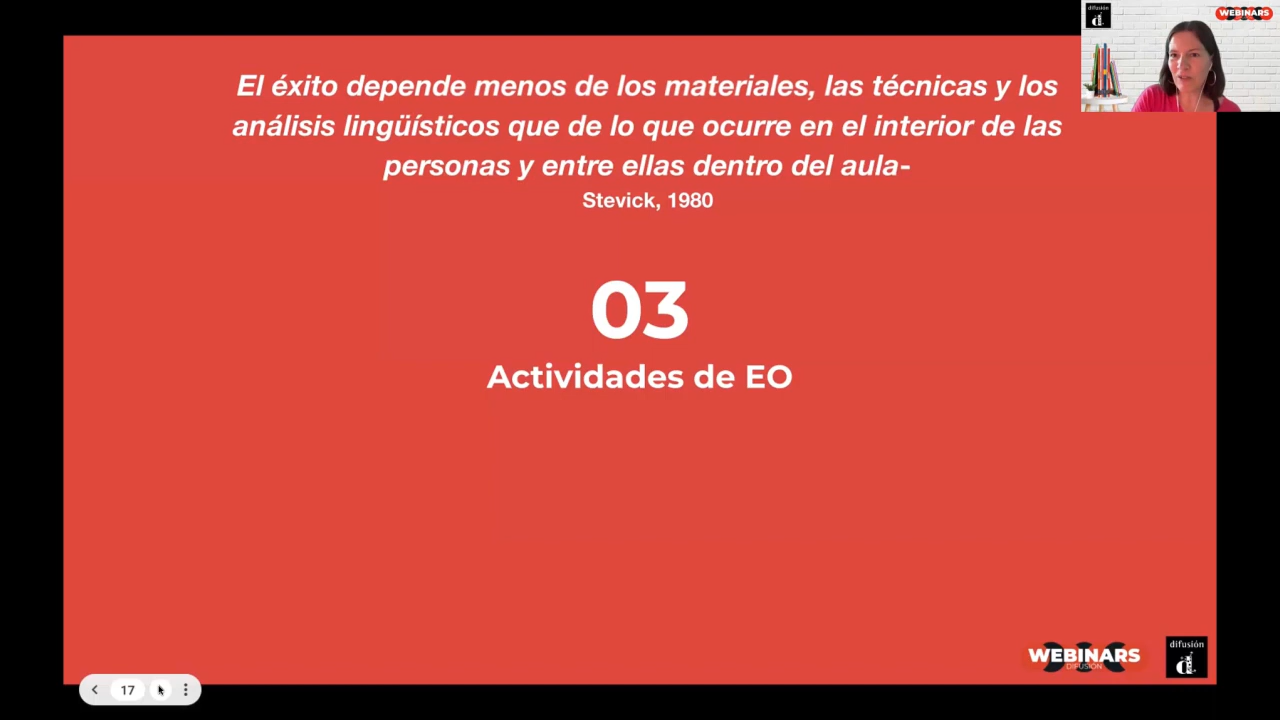 difusión
WEBINARS
El éxito depende menos de los materiales, las técnicas y los
análisis lingüísticos que de lo que ocurre en el interior de las
personas y entre ellas dentro del aula-
Stevick, 1980
03
Actividades de EO
WEBINARS
DIFUSIÓN
difusión
17